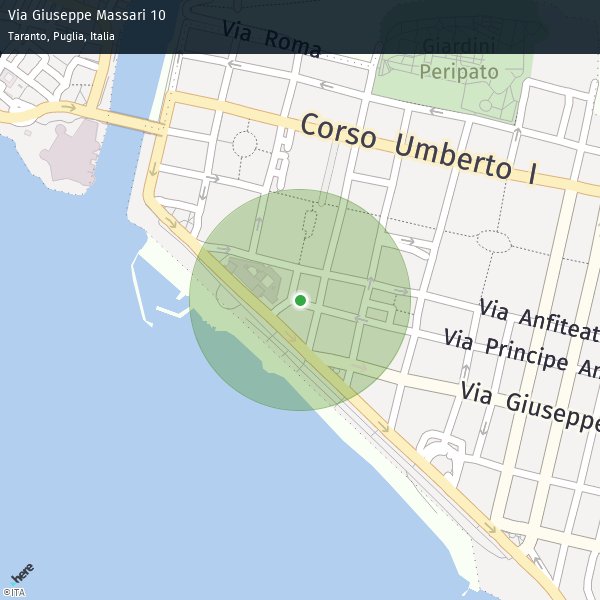 Via Giuseppe Massari 10
Taranto, Puglia, Italia
Via Roma
Giardini
Peripato
Corso Umberto I
Via Anfiteat
Via Principe Am
Via Giuseppe
here
©ITA